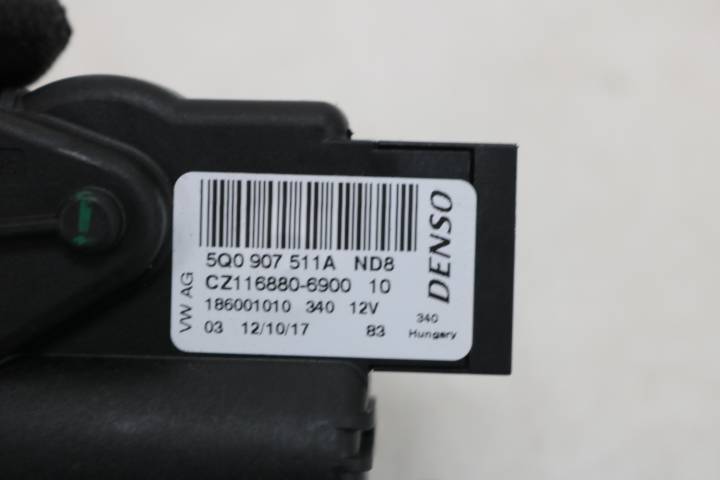 5Q0 907 511A ND8
CZ116880-6900 10
186001010 340 12V
03 12/10/17 83
VW AG
DENSO
340
Hungary